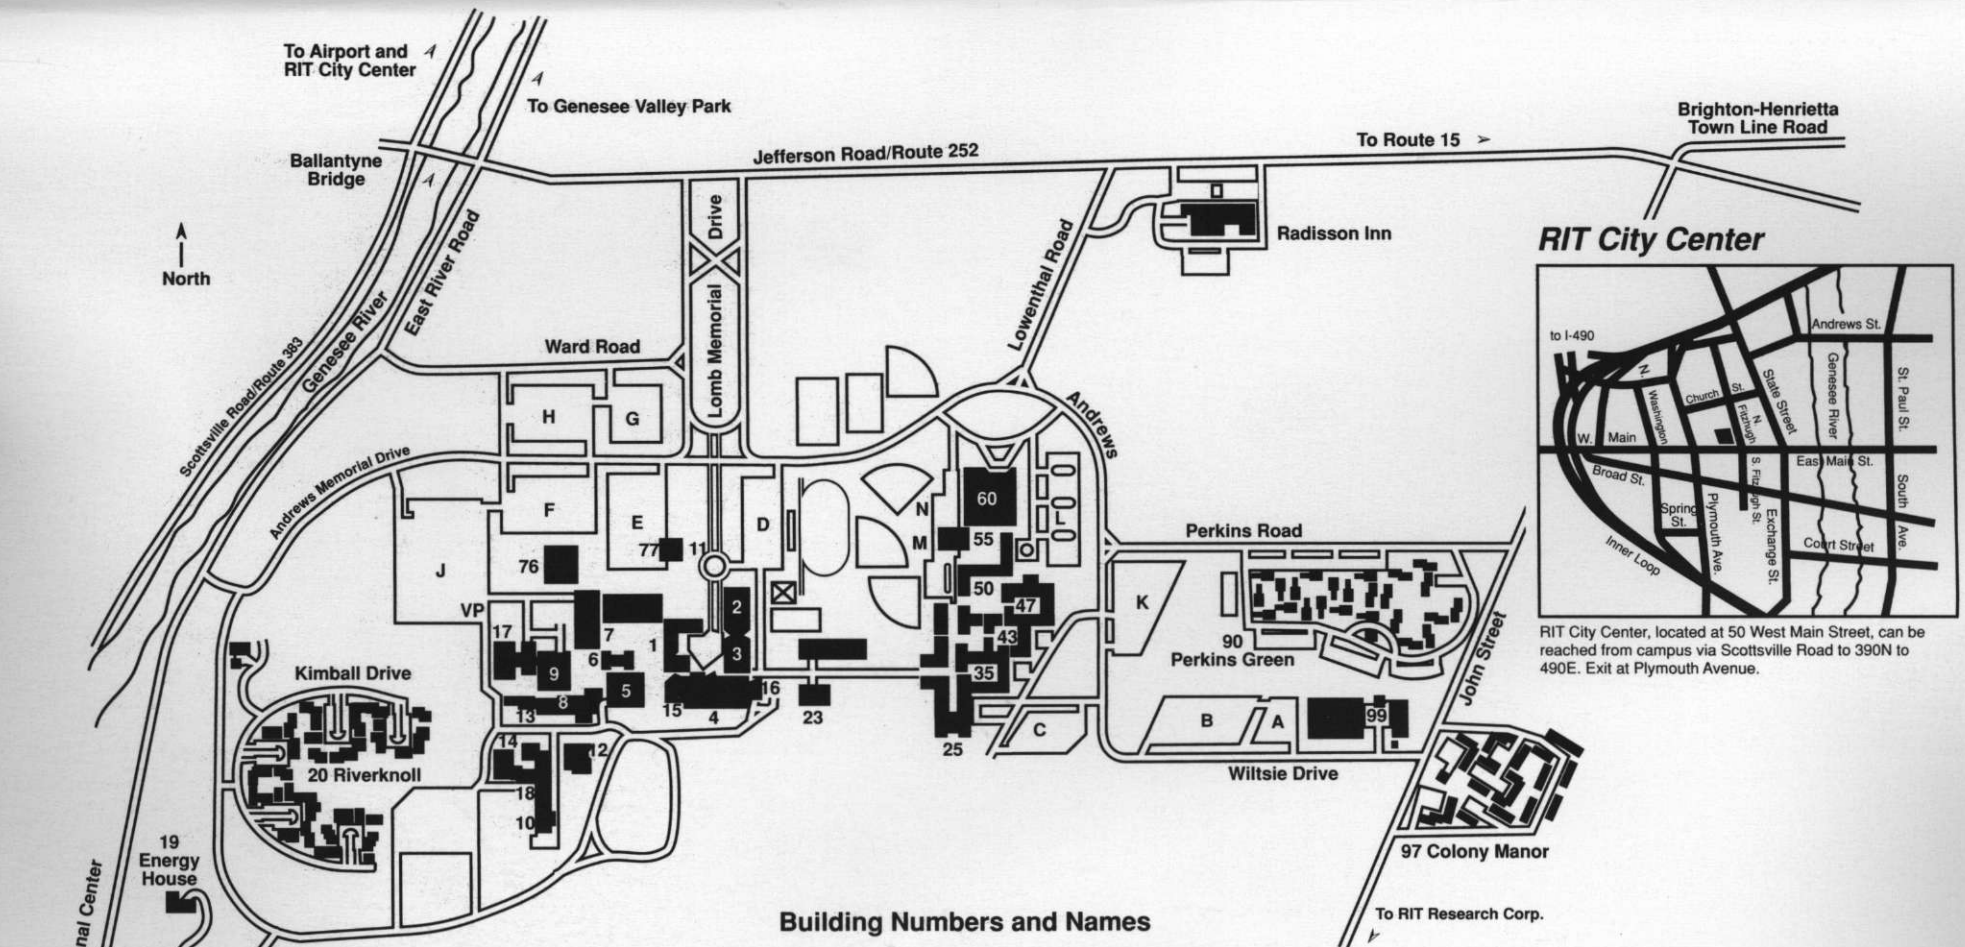 To Airport and
RIT City Center
To Genesee Valley Park
Ballantyne
Bridge
Jefferson Road/Route 252
To Route 15
Brighton-Henrietta
Town Line Road
North
Scottsville Road/Route 383
Genesee River
East River Road
Lomb Memorial Drive
Lowenthal Road
Radisson Inn
Ward Road
H
G
Andrews
Andrews Memorial Drive
F
E
D
N
60
L
M
55
Perkins Road
77
11
76
J
50
VP
2
47
K
17
7
1
43
90
Perkins Green
6
3
9
35
Kimball Drive
5
16
8
13
15
4
23
25
C
B
A
99
John Street
14
12
20 Riverknoll
18
10
Wiltsie Drive
19
Energy
House
97 Colony Manor
nal Center
Building Numbers and Names
To RIT Research Corp.
RIT City Center
to I-490
Andrews St.
N.
Washington
Church St.
N. Fitzhugh
State Street
Genesee River
St. Paul St.
W. Main
East Main St.
Broad St.
S. Fitzhugh St.
South Ave.
Spring
St.
Plymouth Ave.
Exchange St.
Court Street
Inner Loop
RIT City Center, located at 50 West Main Street, can be
reached from campus via Scottsville Road to 390N to
490E. Exit at Plymouth Avenue.